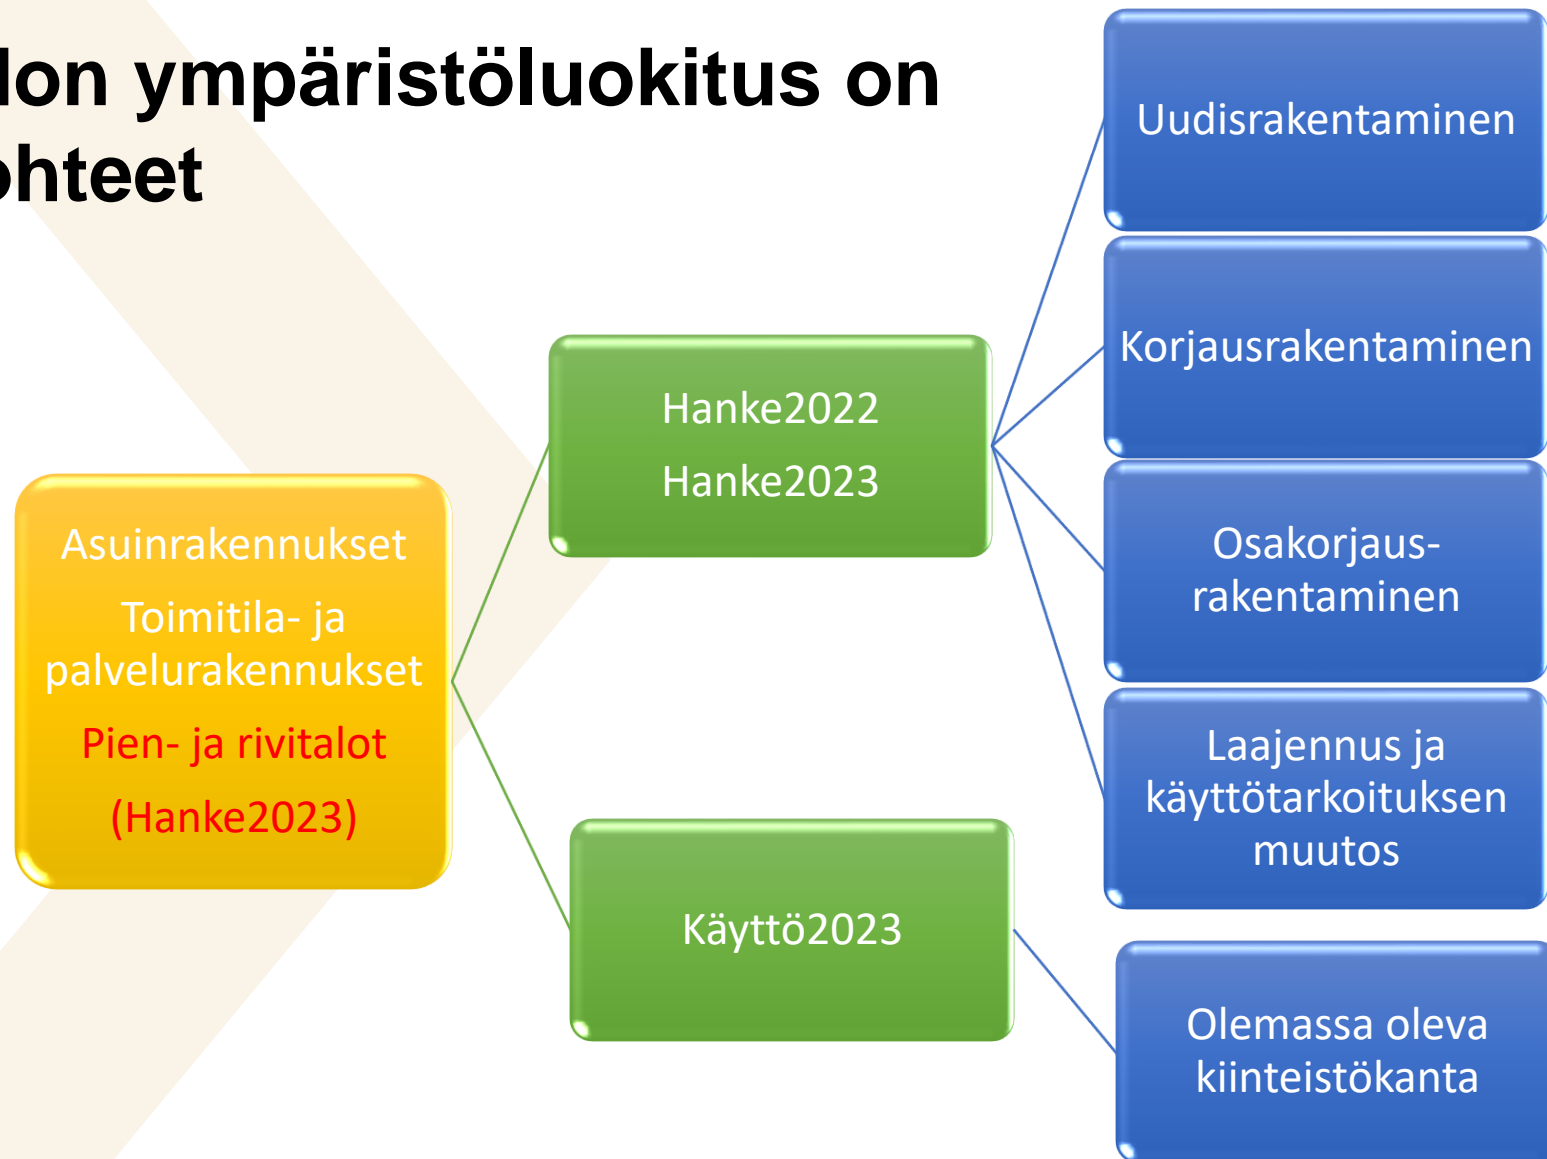 lon ympäristöluokitus on
ohteet
Asuinrakennukset
Toimitila- ja
palvelurakennukset
Pien- ja rivitalot
(Hanke2023)
Hanke2022
Hanke2023
Käyttö2023
Uudisrakentaminen
Korjausrakentaminen
Osakorjaus-
rakentaminen
Laajennus ja
käyttötarkoituksen
muutos
Olemassa oleva
kiinteistökanta